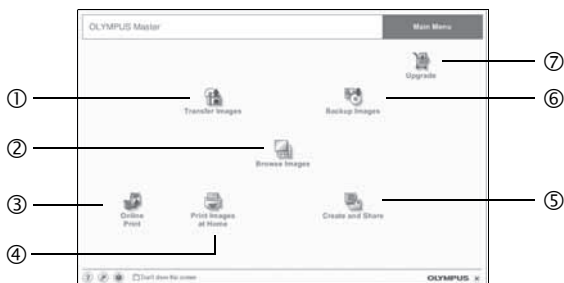 OLYMPUS Master
Main Menu
⑦
Upgrade
①
Transfer Images
Backup Images
⑥
②
Browse Images
③
Online
Print
Print Images
at Home
Create and Share
⑤
④
Don't show this screen
OLYMPUS